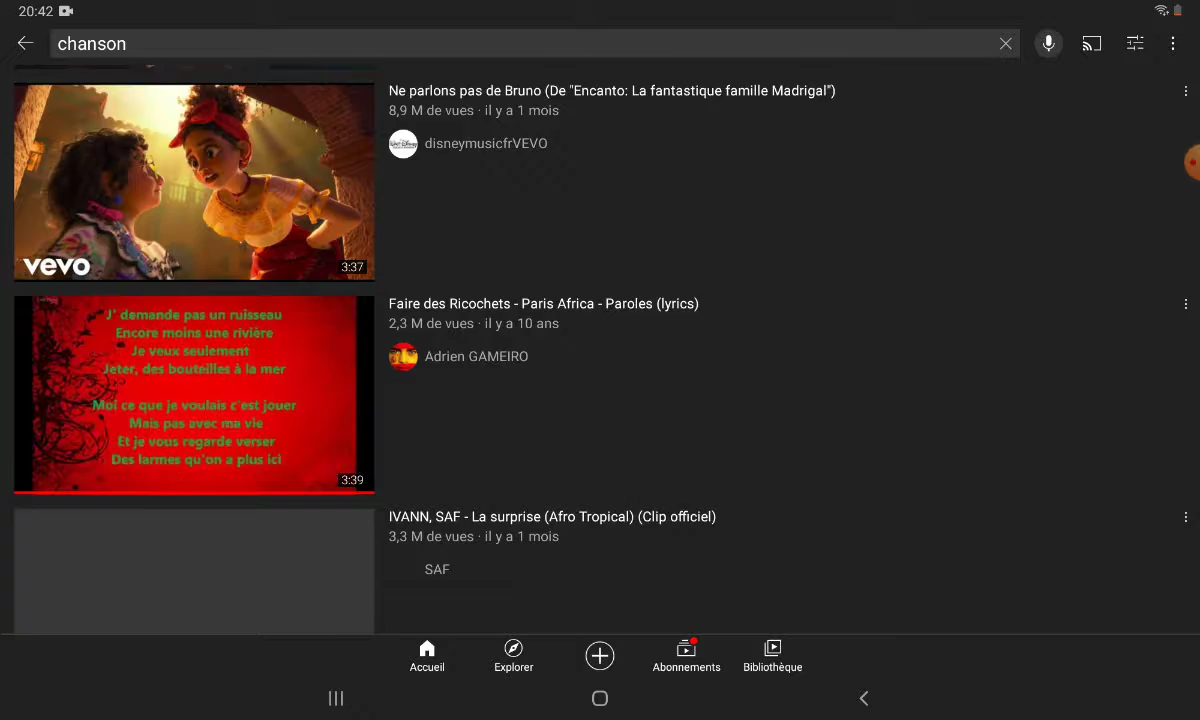 20:42
chanson
Ne parlons pas de Bruno (De "Encanto: La fantastique famille Madrigal")
8,9 M de vues · il y a 1 mois
disneymusicfrVEVO
vevo
3:37
Faire des Ricochets - Paris Africa - Paroles (lyrics)
2,3 M de vues · il y a 10 ans
Adrien GAMEIRO
J' demande pas un ruisseau
Encore moins une rivière
Je veux seulement
Jeter, des bouteilles à la mer
Moi ce que je voulais c'est jouer
Mais pas avec ma vie
Et je vous regarde verser
Des larmes qu'on a plus ici
3:39
IVANN, SAF - La surprise (Afro Tropical) (Clip officiel)
3,3 M de vues · il y a 1 mois
SAF
Accueil
Explorer
Abonnements
Bibliothèque